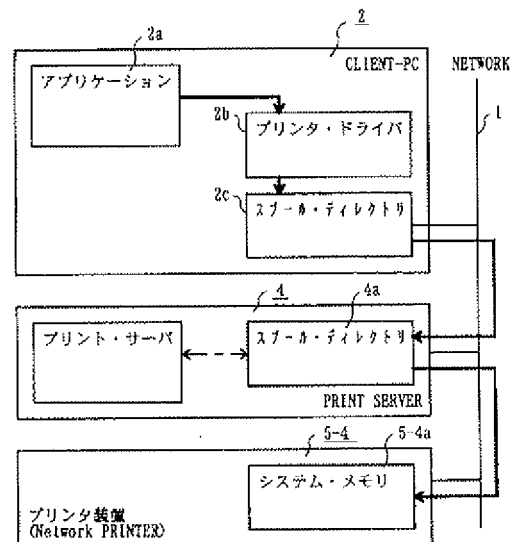 2a
2
アプリケーション
CLIENT-PC
NETWORK
1
2b
プリンタ・ドライバ
2c
スプール・ディレクトリ
4
4a
プリント・サーバ
スプール・ディレクトリ
PRINT SERVER
5-4
5-4a
システム・メモリ
プリンタ装置
(Network PRINTER)